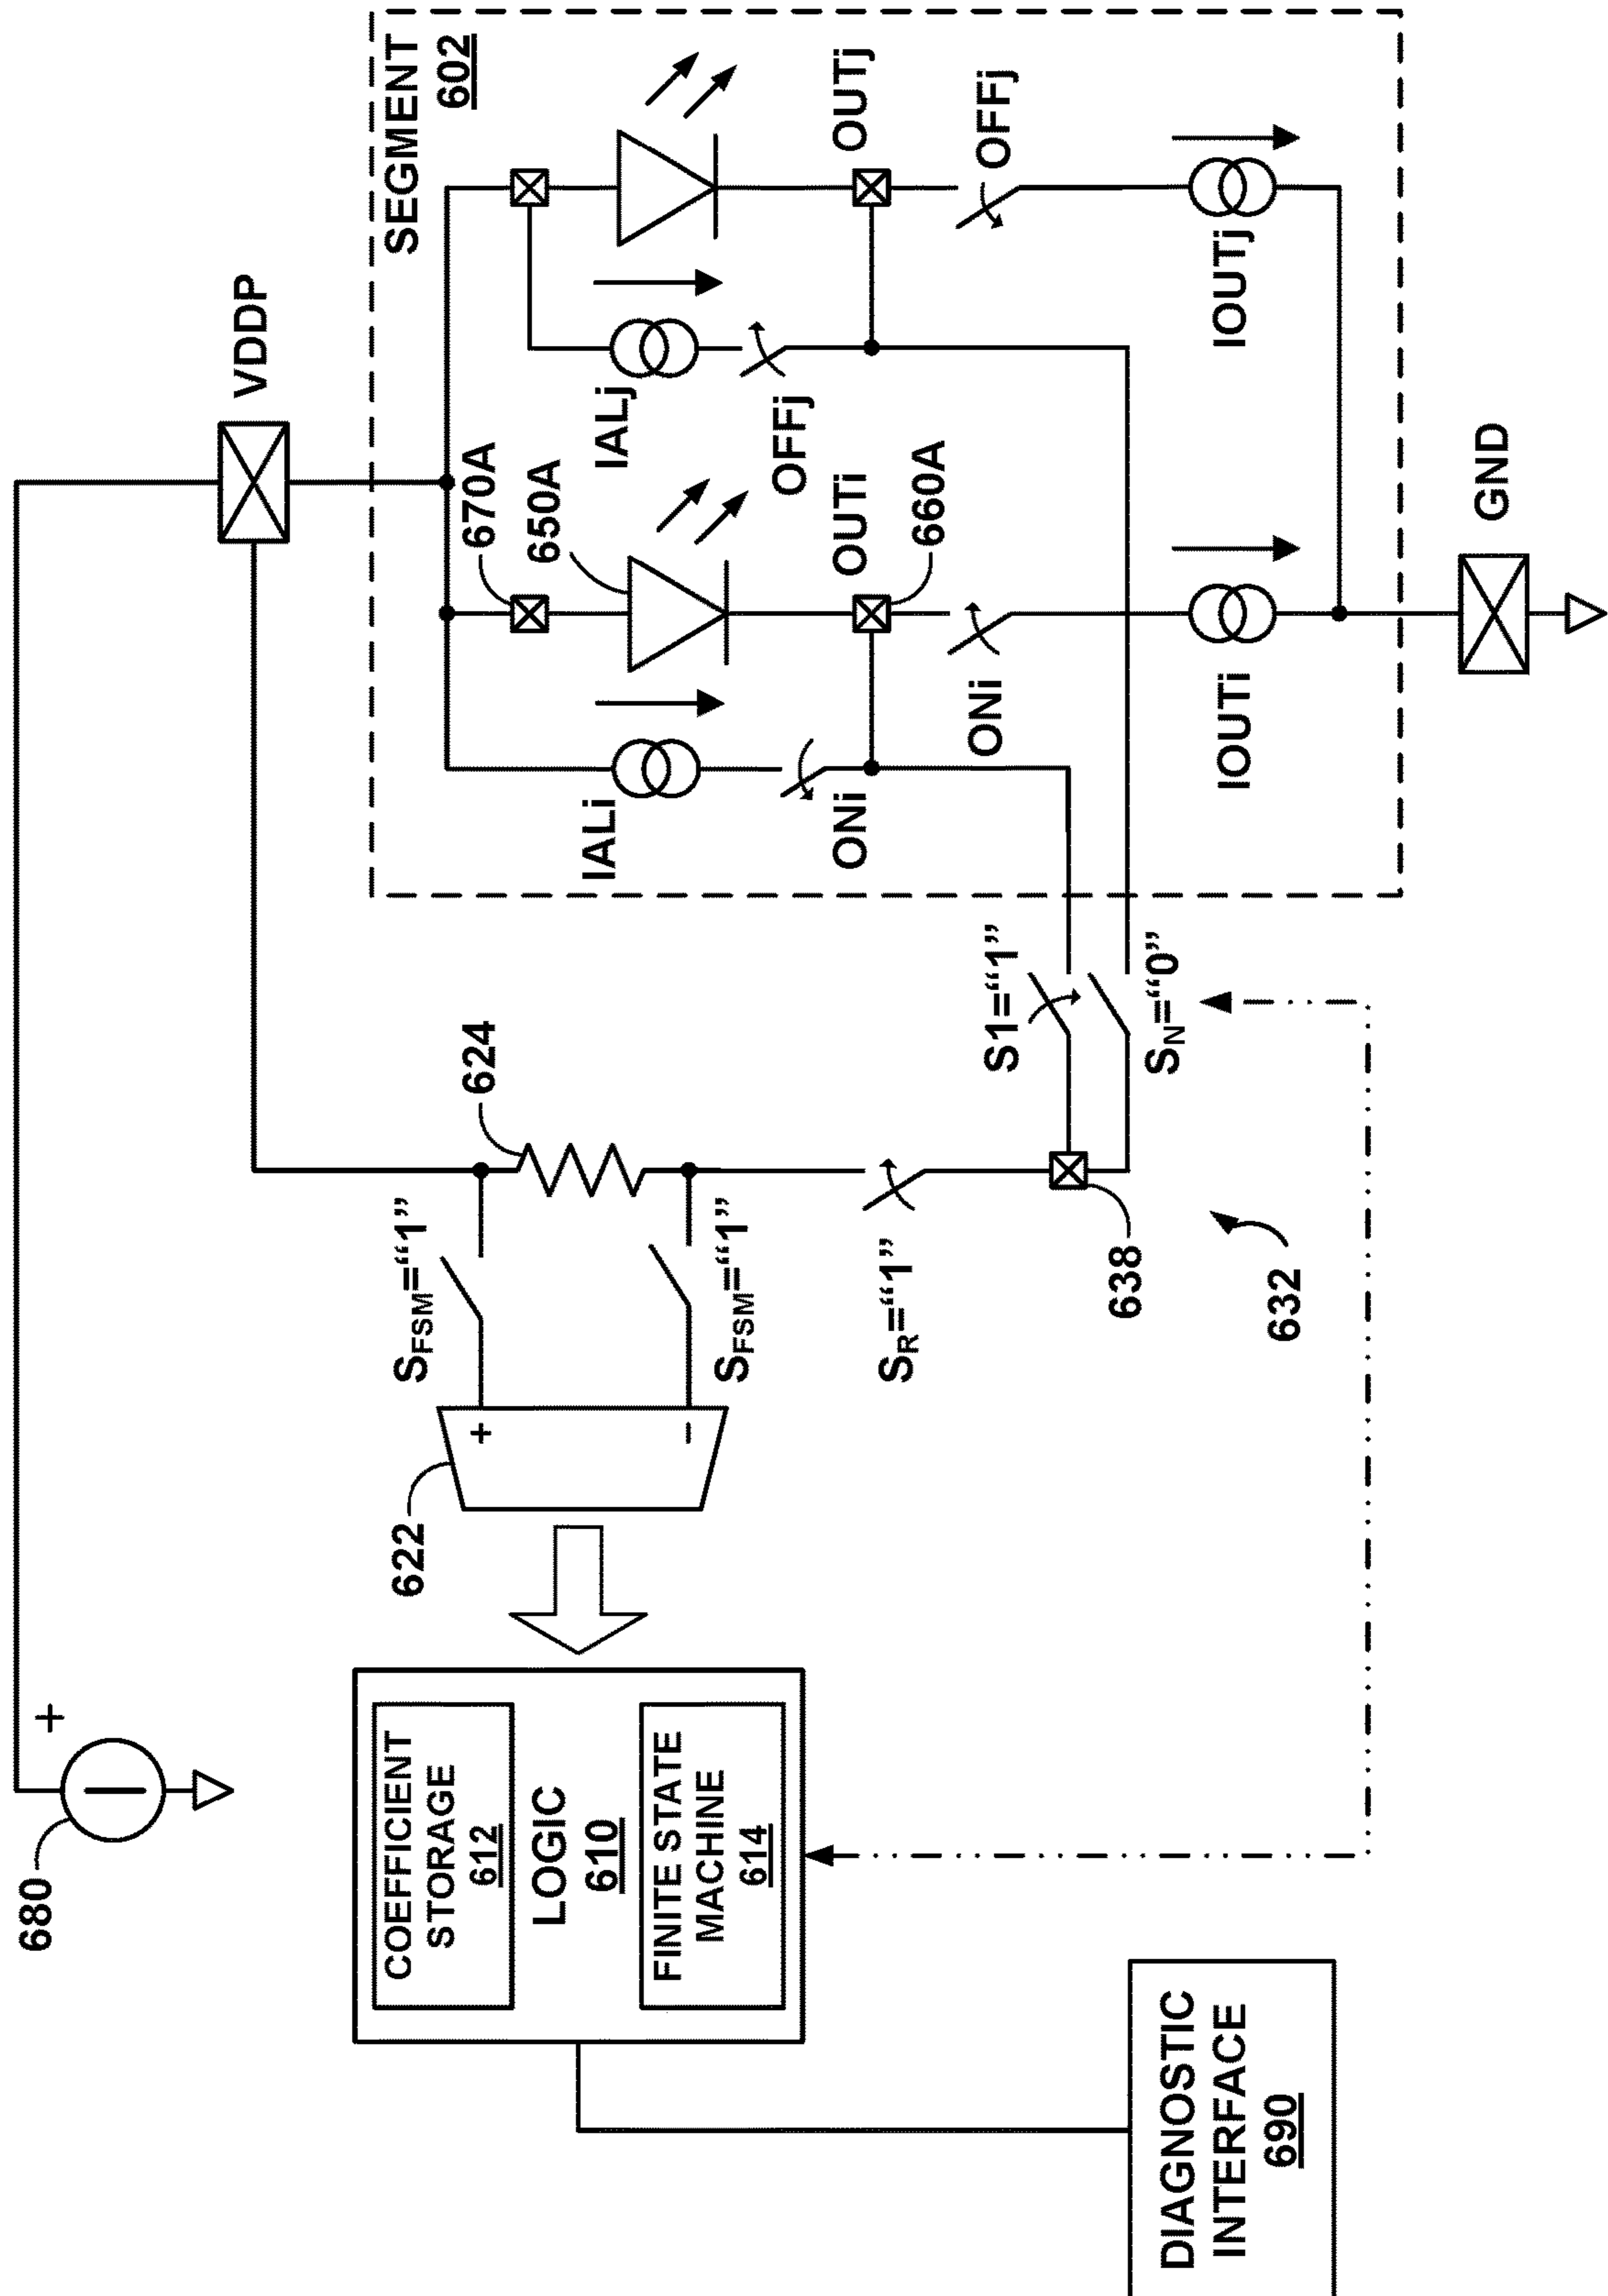 680
+
VDDP
SEGMENT
602
670A
650A
IALi
ONi
OUTi
660A
ONi
IOUTi
IALj
OFFj
OUTj
OFFj
IOUTj
GND
624
SFSM="1"
SFSM="1"
+
-
622
SR="1"
638
S1="1"
SN="0"
632
COEFFICIENT
STORAGE
612
LOGIC
610
FINITE STATE
MACHINE
614
DIAGNOSTIC
INTERFACE
690